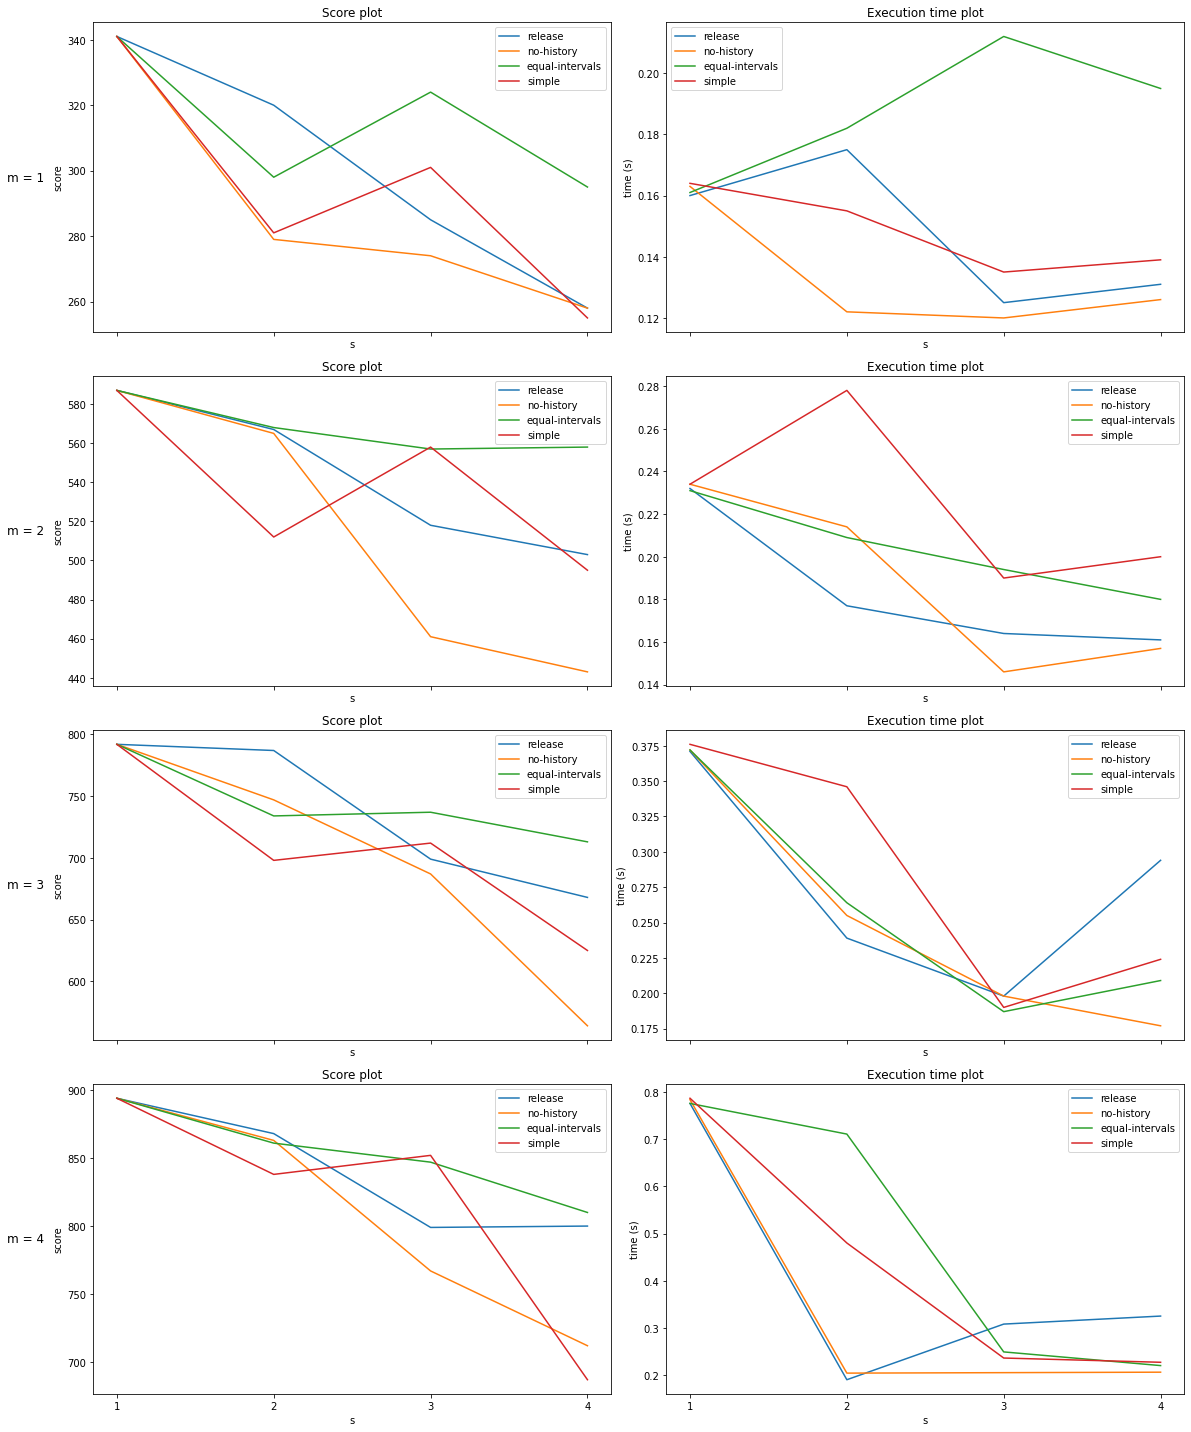 Score plot
340
320
300
280
260
m = 1
score
s
release
no-history
equal-intervals
simple
Execution time plot
0.20
0.18
0.16
0.14
0.12
time (s)
s
release
no-history
equal-intervals
simple
Score plot
580
560
540
520
500
480
460
440
m = 2
score
s
release
no-history
equal-intervals
simple
Execution time plot
0.28
0.26
0.24
0.22
0.20
0.18
0.16
0.14
time (s)
s
release
no-history
equal-intervals
simple
Score plot
800
750
700
650
600
m = 3
score
s
release
no-history
equal-intervals
simple
Execution time plot
0.375
0.350
0.325
0.300
0.275
0.250
0.225
0.200
0.175
time (s)
s
release
no-history
equal-intervals
simple
Score plot
900
850
800
750
700
m = 4
score
1 2 3 4
s
release
no-history
equal-intervals
simple
Execution time plot
0.8
0.7
0.6
0.5
0.4
0.3
0.2
time (s)
1 2 3 4
s
release
no-history
equal-intervals
simple